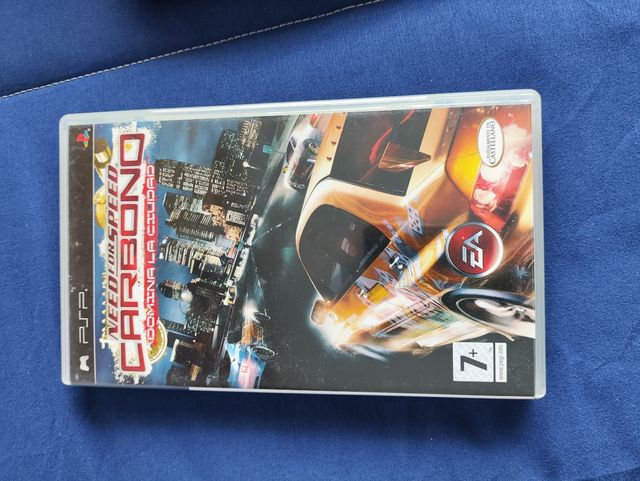 PSP
NEED FOR SPEED
CARBONO
DOMINA LA CIUDAD
CASTELLANO
EA
7+
www.pegi.info